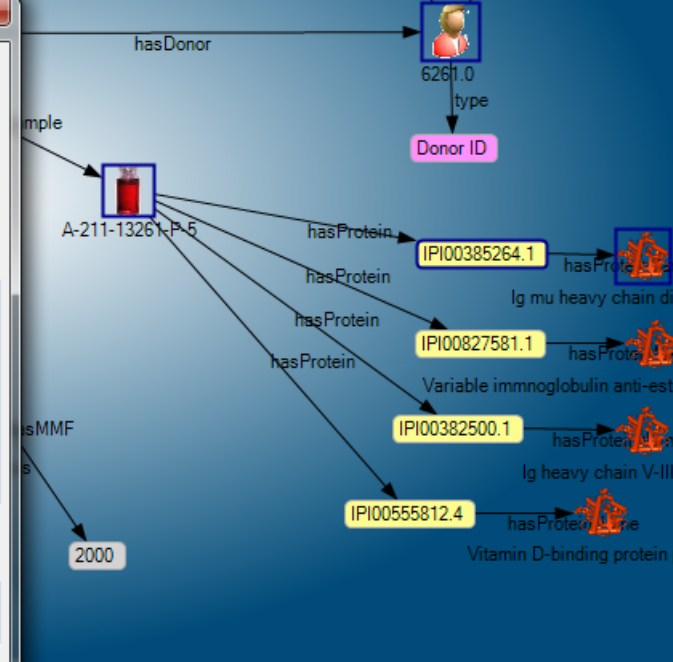 hasDonor
6261.0
type
Donor ID
mple
A-211-13261-P-5
hasProtein
IPI00385264.1
Ig mu heavy chain di
hasProtein
IPI00827581.1
Variable immnoglobulin anti-est
hasProtein
IPI00382500.1
Ig heavy chain V-III
hasProtein
IPI00555812.4
Vitamin D-binding protein
sMMF
s
2000